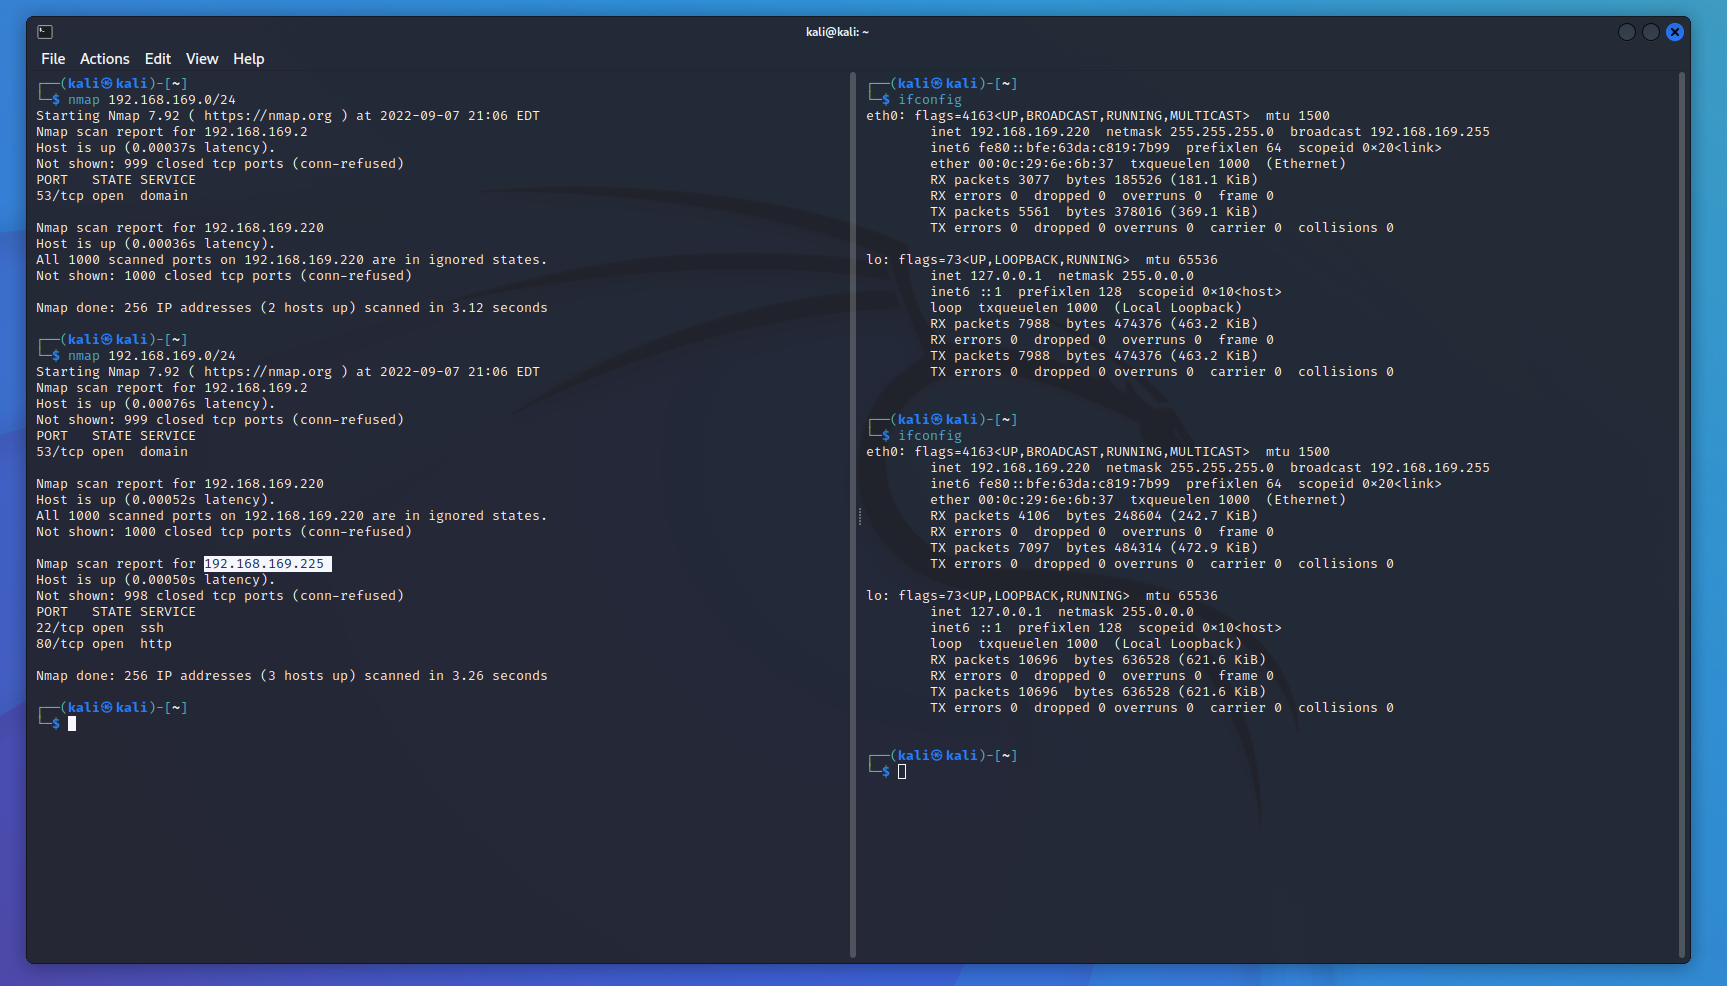 kali@kali: ~
File Actions Edit View Help
┌──(kali㉿kali)-[~]
└─$ nmap 192.168.169.0/24
Starting Nmap 7.92 ( https://nmap.org ) at 2022-09-07 21:06 EDT
Nmap scan report for 192.168.169.2
Host is up (0.00037s latency).
Not shown: 999 closed tcp ports (conn-refused)
PORT   STATE SERVICE
53/tcp open  domain

Nmap scan report for 192.168.169.220
Host is up (0.00036s latency).
All 1000 scanned ports on 192.168.169.220 are in ignored states.
Not shown: 1000 closed tcp ports (conn-refused)

Nmap done: 256 IP addresses (2 hosts up) scanned in 3.12 seconds

┌──(kali㉿kali)-[~]
└─$ nmap 192.168.169.0/24
Starting Nmap 7.92 ( https://nmap.org ) at 2022-09-07 21:06 EDT
Nmap scan report for 192.168.169.2
Host is up (0.00076s latency).
Not shown: 999 closed tcp ports (conn-refused)
PORT   STATE SERVICE
53/tcp open  domain

Nmap scan report for 192.168.169.220
Host is up (0.00052s latency).
All 1000 scanned ports on 192.168.169.220 are in ignored states.
Not shown: 1000 closed tcp ports (conn-refused)

Nmap scan report for 192.168.169.225
Host is up (0.00050s latency).
Not shown: 998 closed tcp ports (conn-refused)
PORT   STATE SERVICE
22/tcp open  ssh
80/tcp open  http

Nmap done: 256 IP addresses (3 hosts up) scanned in 3.26 seconds

┌──(kali㉿kali)-[~]
└─$
┌──(kali㉿kali)-[~]
└─$ ifconfig
eth0: flags=4163<UP,BROADCAST,RUNNING,MULTICAST>  mtu 1500
        inet 192.168.169.220  netmask 255.255.255.0  broadcast 192.168.169.255
        inet6 fe80::bfe:63da:c819:7b99  prefixlen 64  scopeid 0×20<link>
        ether 00:0c:29:6e:6b:37  txqueuelen 1000  (Ethernet)
        RX packets 3077  bytes 185526 (181.1 KiB)
        RX errors 0  dropped 0  overruns 0  frame 0
        TX packets 5561  bytes 378016 (369.1 KiB)
        TX errors 0  dropped 0 overruns 0  carrier 0  collisions 0

lo: flags=73<UP,LOOPBACK,RUNNING>  mtu 65536
        inet 127.0.0.1  netmask 255.0.0.0
        inet6 ::1  prefixlen 128  scopeid 0×10<host>
        loop  txqueuelen 1000  (Local Loopback)
        RX packets 7988  bytes 474376 (463.2 KiB)
        RX errors 0  dropped 0  overruns 0  frame 0
        TX packets 7988  bytes 474376 (463.2 KiB)
        TX errors 0  dropped 0 overruns 0  carrier 0  collisions 0

┌──(kali㉿kali)-[~]
└─$ ifconfig
eth0: flags=4163<UP,BROADCAST,RUNNING,MULTICAST>  mtu 1500
        inet 192.168.169.220  netmask 255.255.255.0  broadcast 192.168.169.255
        inet6 fe80::bfe:63da:c819:7b99  prefixlen 64  scopeid 0×20<link>
        ether 00:0c:29:6e:6b:37  txqueuelen 1000  (Ethernet)
        RX packets 4106  bytes 248604 (242.7 KiB)
        RX errors 0  dropped 0  overruns 0  frame 0
        TX packets 7097  bytes 484314 (472.9 KiB)
        TX errors 0  dropped 0 overruns 0  carrier 0  collisions 0

lo: flags=73<UP,LOOPBACK,RUNNING>  mtu 65536
        inet 127.0.0.1  netmask 255.0.0.0
        inet6 ::1  prefixlen 128  scopeid 0×10<host>
        loop  txqueuelen 1000  (Local Loopback)
        RX packets 10696  bytes 636528 (621.6 KiB)
        RX errors 0  dropped 0  overruns 0  frame 0
        TX packets 10696  bytes 636528 (621.6 KiB)
        TX errors 0  dropped 0 overruns 0  carrier 0  collisions 0

┌──(kali㉿kali)-[~]
└─$